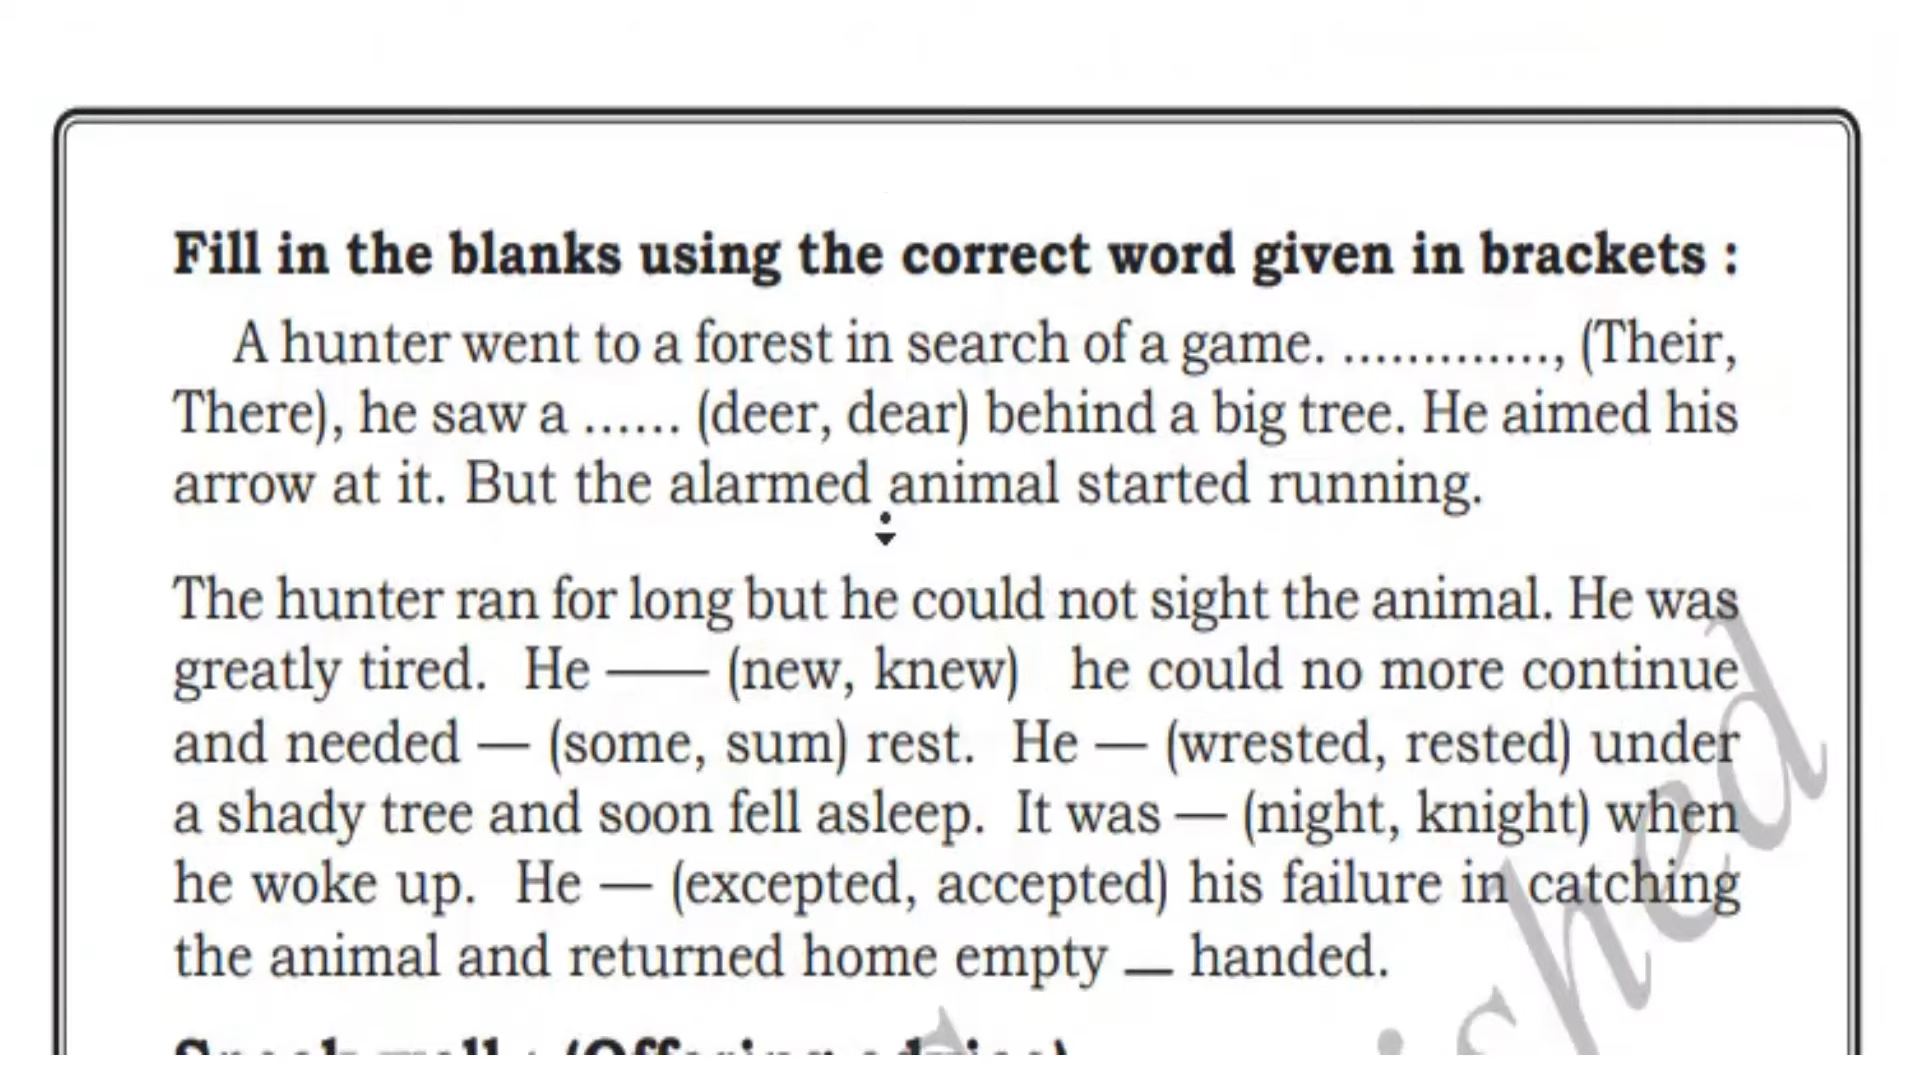 Fill in the blanks using the correct word given in brackets :
A hunter went to a forest in search of a game. ............., (Their,
There), he saw a ...... (deer, dear) behind a big tree. He aimed his
arrow at it. But the alarmed animal started running.
The hunter ran for long but he could not sight the animal. He was
greatly tired. He —— (new, knew) he could no more continue
and needed — (some, sum) rest. He — (wrested, rested) under
a shady tree and soon fell asleep. It was — (night, knight) when
he woke up. He — (excepted, accepted) his failure in catching
the animal and returned home empty _ handed.